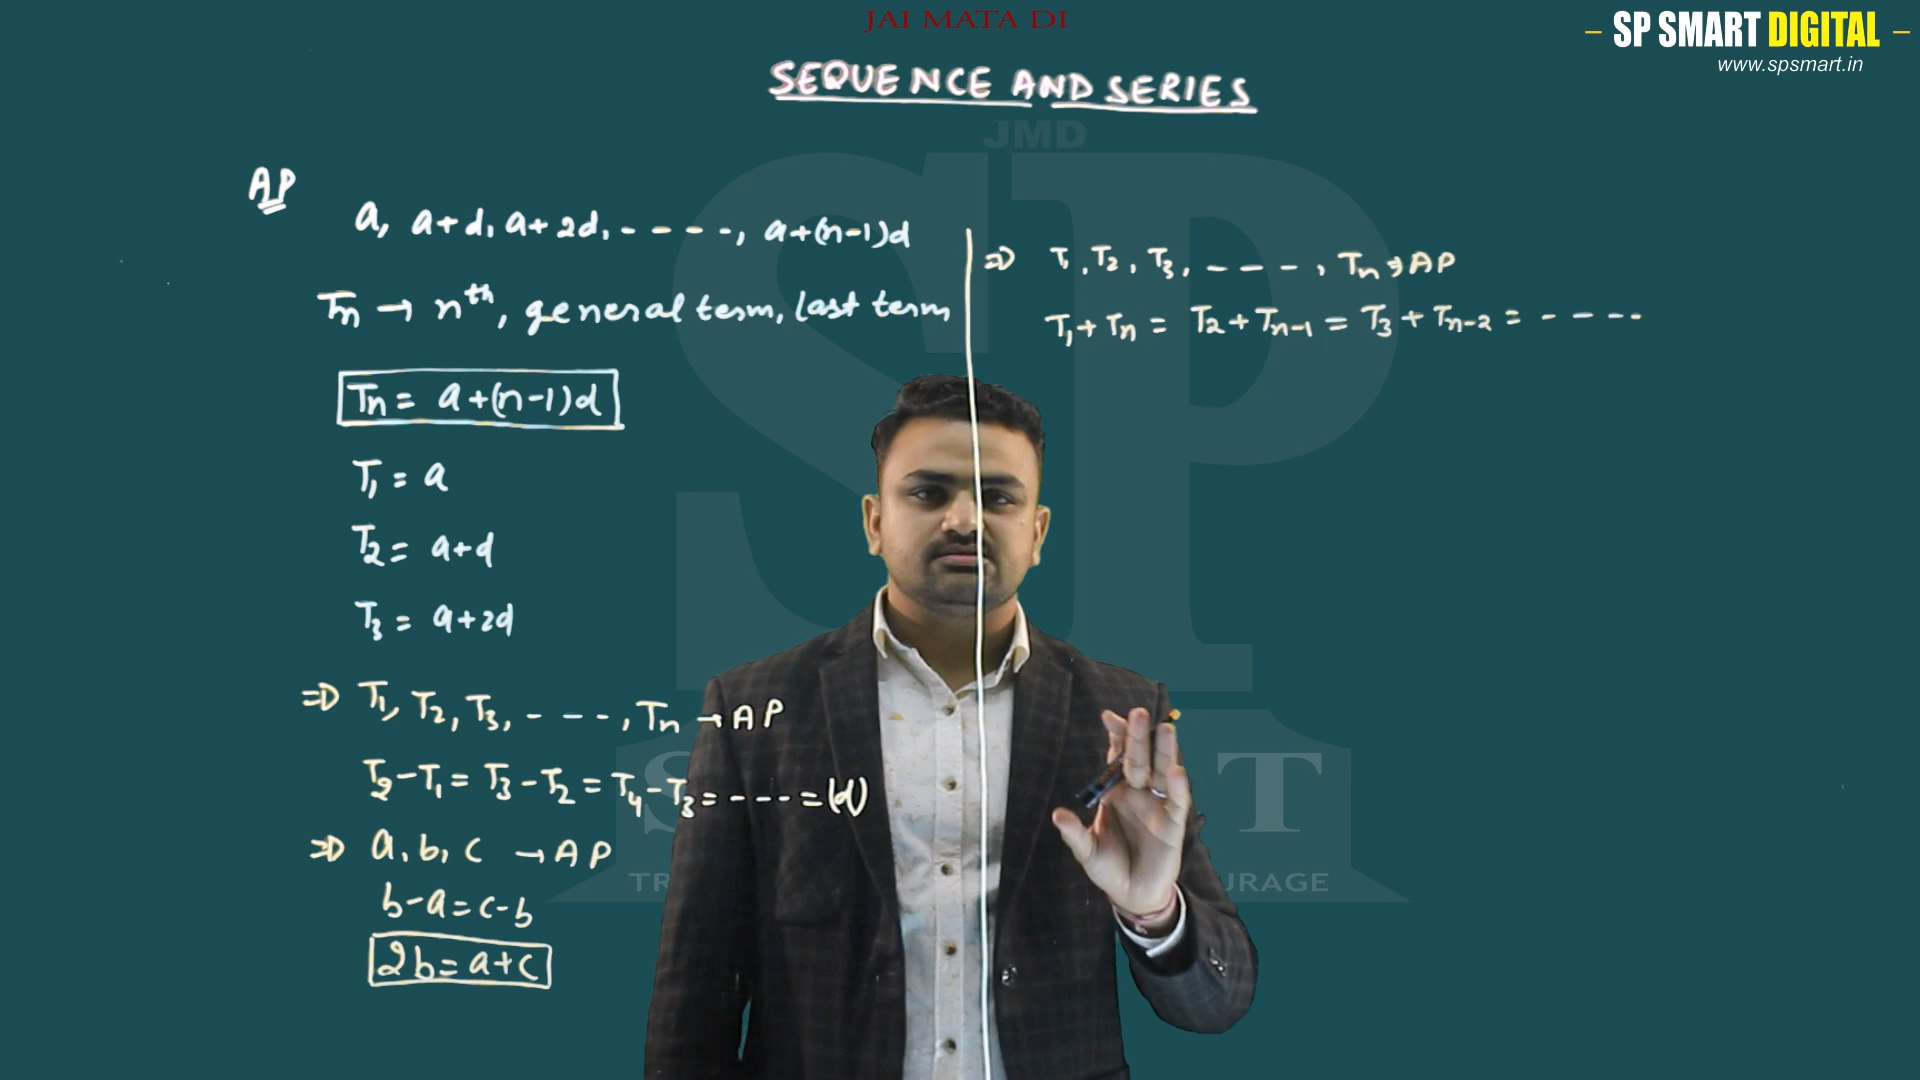 JAI MATA DI
– SP SMART DIGITAL –
www.spsmart.in
SEQUENCE AND SERIES
JMD
SP
AP
a, a+d, a+2d, - - - - -, a+(n-1)d
Tn → nth, general term, last term
Tn = a+(n-1)d
T1 = a
T2 = a+d
T3 = a+2d
⇒ T1, T2, T3, - - - -, Tn → AP
T2-T1 = T3-T2 = T4-T3 = - - - - = (d)
⇒ a, b, c → AP
b-a = c-b
2b = a+c
⇒ T1, T2, T3, - - - -, Tn → AP
T1+Tn = T2+Tn-1 = T3+Tn-2 = - - - -